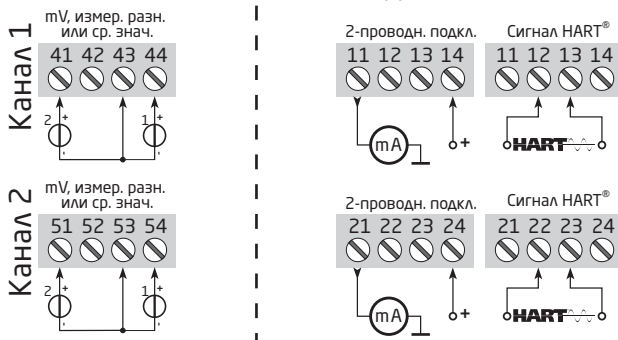 Канал 1
mV, измер. разн.
или ср. знач.
41 42 43 44
2 + 1 +
- -
2-проводн. подкл.
11 12 13 14
mA +
Сигнал HART®
11 12 13 14
HART
Канал 2
mV, измер. разн.
или ср. знач.
51 52 53 54
2 + 1 +
- -
2-проводн. подкл.
21 22 23 24
mA +
Сигнал HART®
21 22 23 24
HART